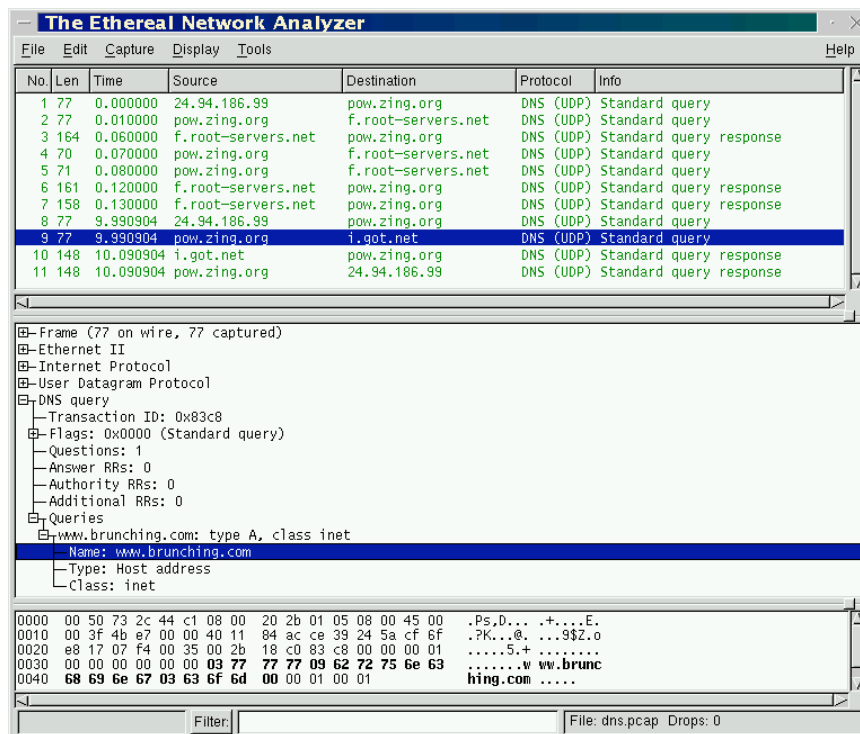 The Ethereal Network Analyzer
File Edit Capture Display Tools Help
No. Len Time Source Destination Protocol Info
1 77 0.000000 24.94.186.99 pow.zing.org DNS (UDP) Standard query
2 77 0.010000 pow.zing.org f.root-servers.net DNS (UDP) Standard query
3 164 0.060000 f.root-servers.net pow.zing.org DNS (UDP) Standard query response
4 70 0.070000 pow.zing.org f.root-servers.net DNS (UDP) Standard query
5 71 0.080000 pow.zing.org f.root-servers.net DNS (UDP) Standard query
6 161 0.120000 f.root-servers.net pow.zing.org DNS (UDP) Standard query response
7 158 0.130000 f.root-servers.net pow.zing.org DNS (UDP) Standard query response
8 77 9.990904 24.94.186.99 pow.zing.org DNS (UDP) Standard query
9 77 9.990904 pow.zing.org i.got.net DNS (UDP) Standard query
10 148 10.090904 i.got.net pow.zing.org DNS (UDP) Standard query response
11 148 10.090904 pow.zing.org 24.94.186.99 DNS (UDP) Standard query response
Frame (77 on wire, 77 captured)
Ethernet II
Internet Protocol
User Datagram Protocol
DNS query
Transaction ID: 0x83c8
Flags: 0x0000 (Standard query)
Questions: 1
Answer RRs: 0
Authority RRs: 0
Additional RRs: 0
Queries
www.brunching.com: type A, class inet
Name: www.brunching.com
Type: Host address
Class: inet
0000 00 50 73 2c 44 c1 08 00 20 2b 01 05 08 00 45 00 .Ps,D... .+....E.
0010 00 3f 4b e7 00 00 40 11 84 ac ce 39 24 5a cf 6f .?K...@. ...9$Z.o
0020 e8 17 07 f4 00 35 00 2b 18 c0 83 c8 00 00 00 01 .....5.+ ........
0030 00 00 00 00 00 00 03 77 77 77 09 62 72 75 6e 63 .......w ww.brunc
0040 68 69 6e 67 03 63 6f 6d 00 00 01 00 01 hing.com .....
Filter: File: dns.pcap Drops: 0